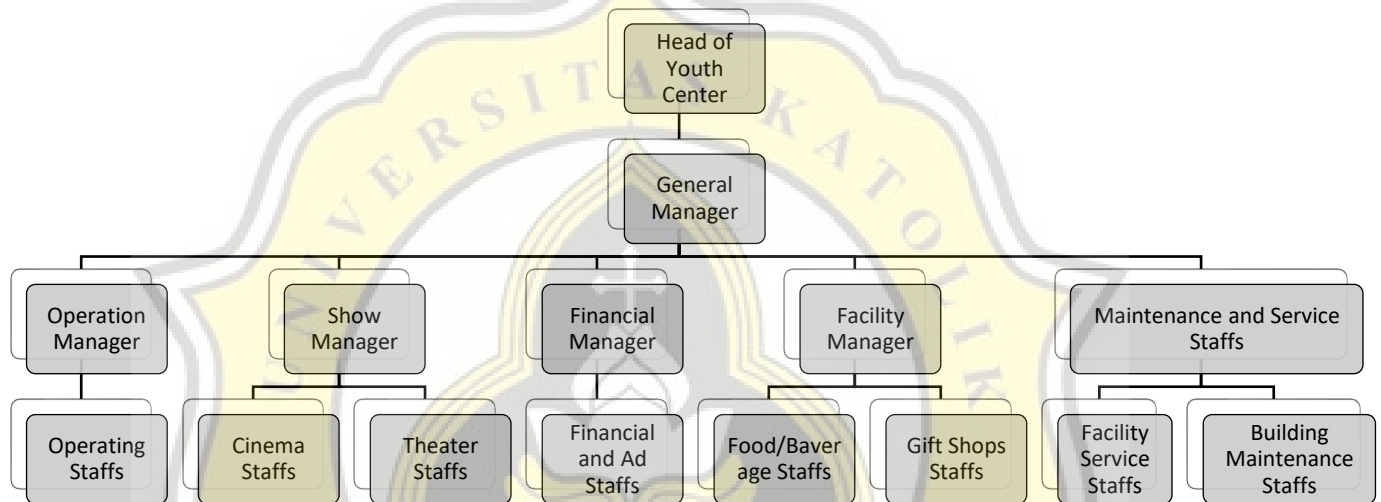 Head of
Youth
Center
General
Manager
Operation
Manager
Show
Manager
Financial
Manager
Facility
Manager
Maintenance and Service
Staffs
Operating
Staffs
Cinema
Staffs
Theater
Staffs
Financial
and Ad
Staffs
Food/Baver
age Staffs
Gift Shops
Staffs
Facility
Service
Staffs
Building
Maintenance
Staffs
UNIVERSITAS KATOLIK